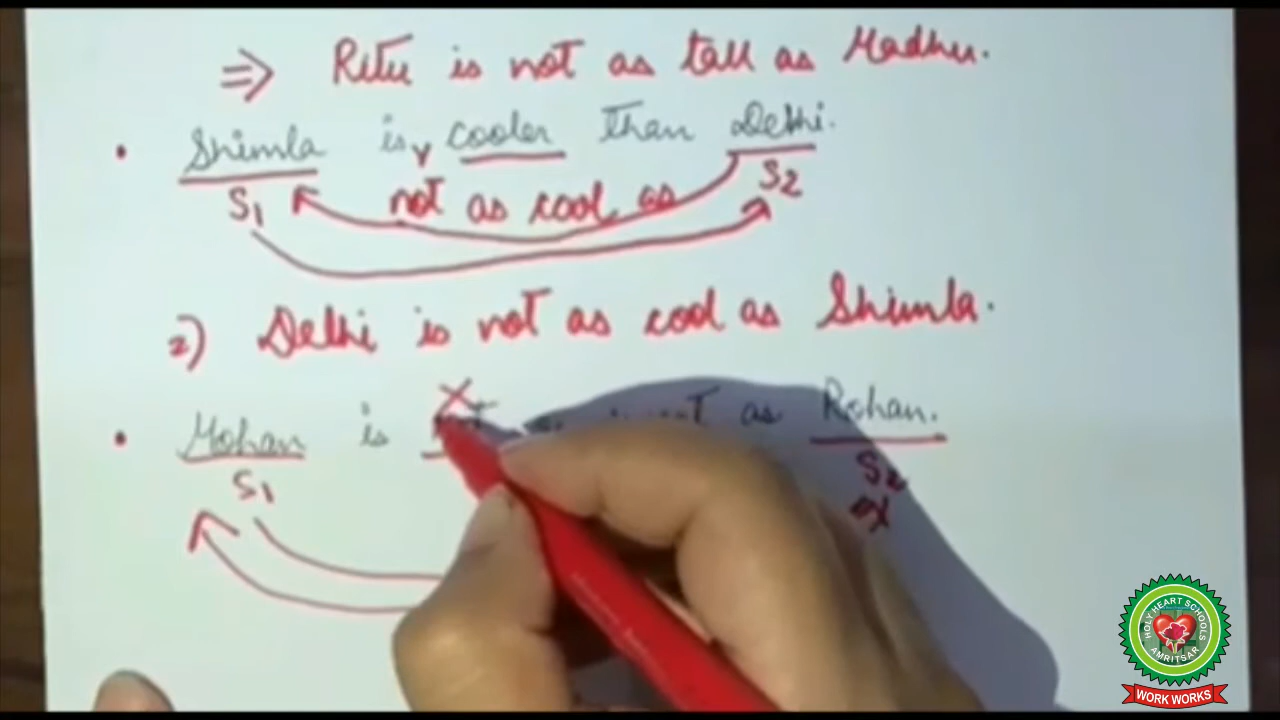 ⇒ Ritu is not as tall as Madhu.
• Shimla is cooler than Delhi.
S1 not as cool as S2
2) Delhi is not as cool as Shimla.
• Mohan is not as Rohan.
S1 S2
HOLY HEART SCHOOLS
AMRITSAR
WORK WORKS